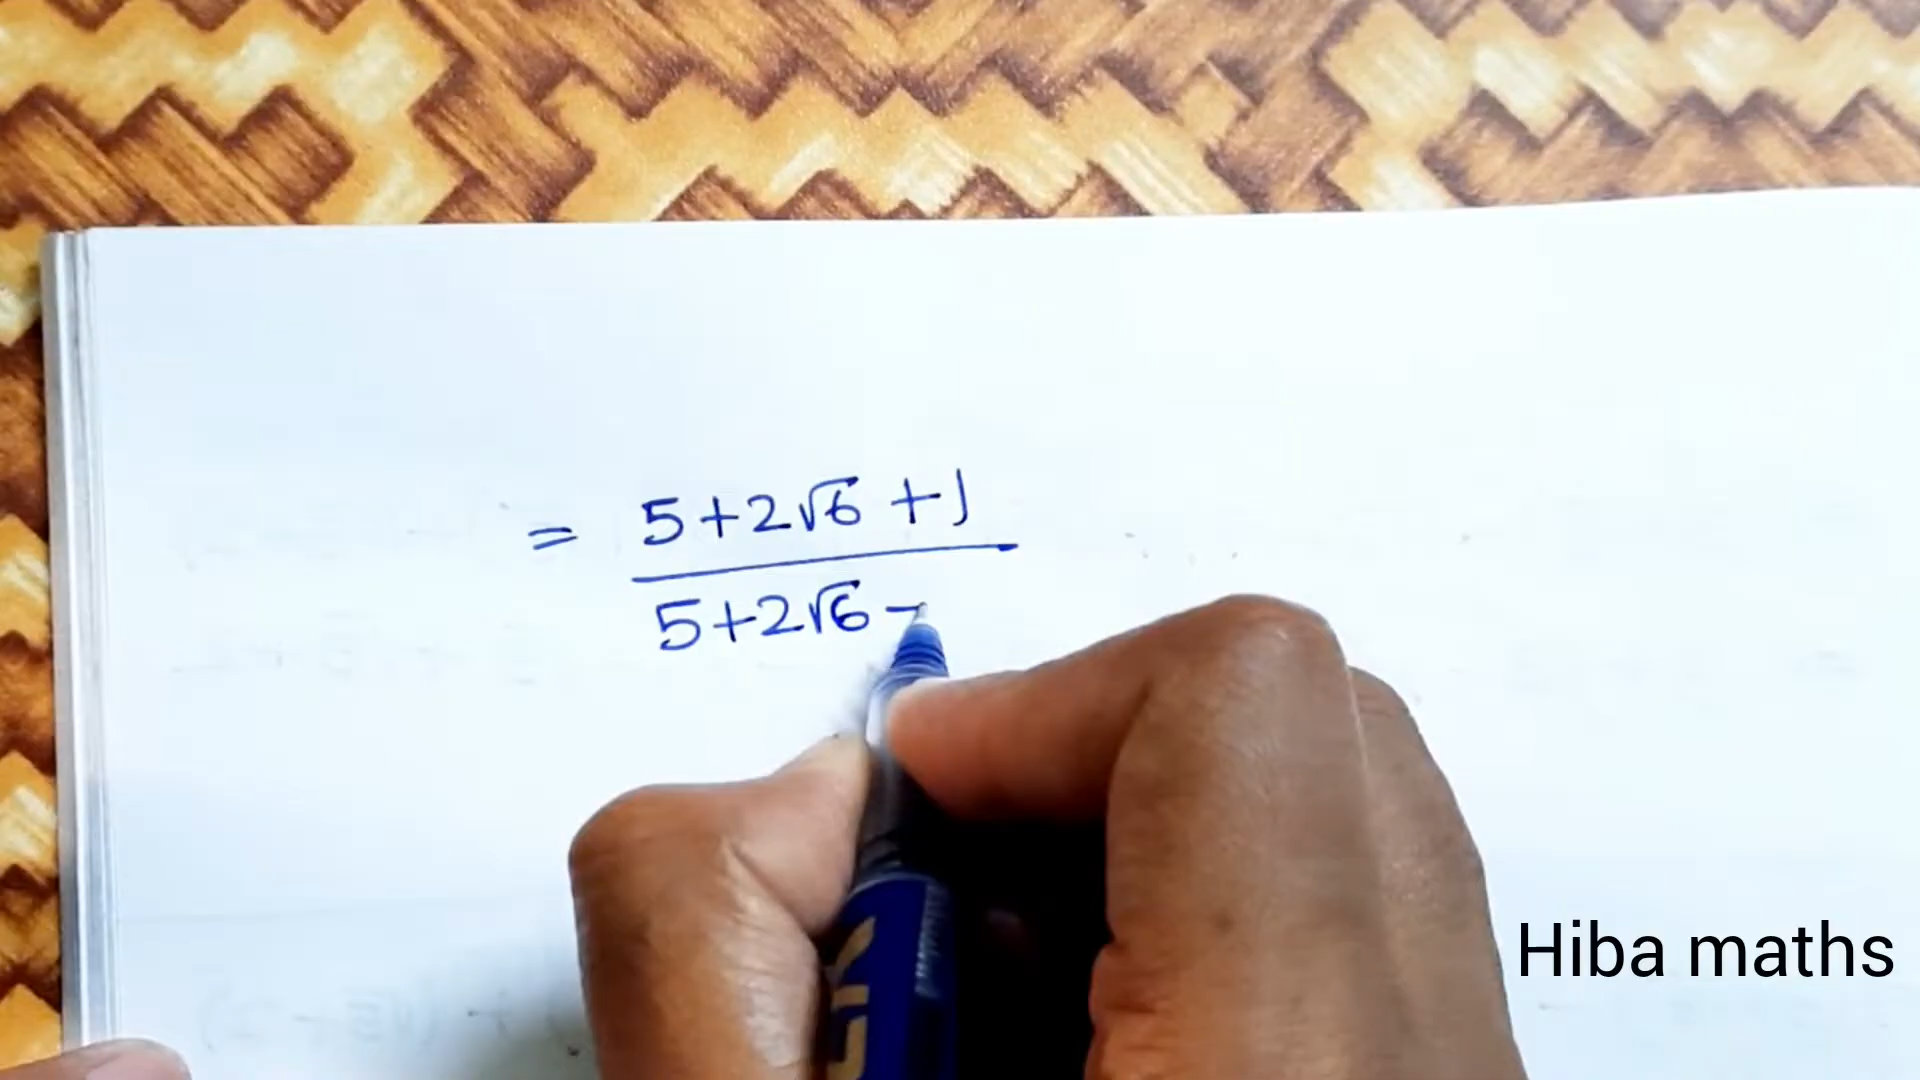 = 5+2√6 +1
5+2√6 -
Hiba maths